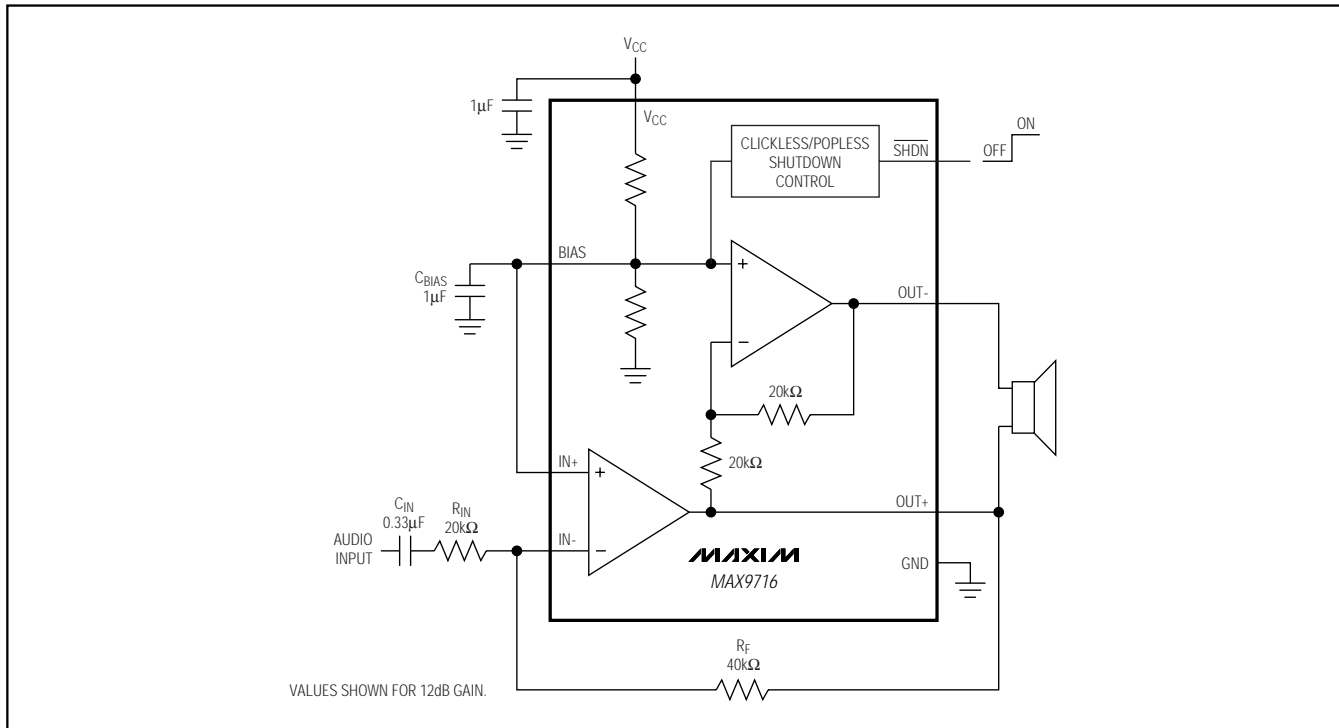 VCC
1μF
VCC
CLICKLESS/POPLESS
SHUTDOWN
CONTROL
SHDN
OFF
ON
BIAS
CBIAS
1μF
+
−
OUT-
20kΩ
20kΩ
IN+
+
OUT+
CIN
0.33μF
RIN
20kΩ
AUDIO
INPUT
IN-
−
MAXIM
MAX9716
GND
RF
40kΩ
VALUES SHOWN FOR 12dB GAIN.